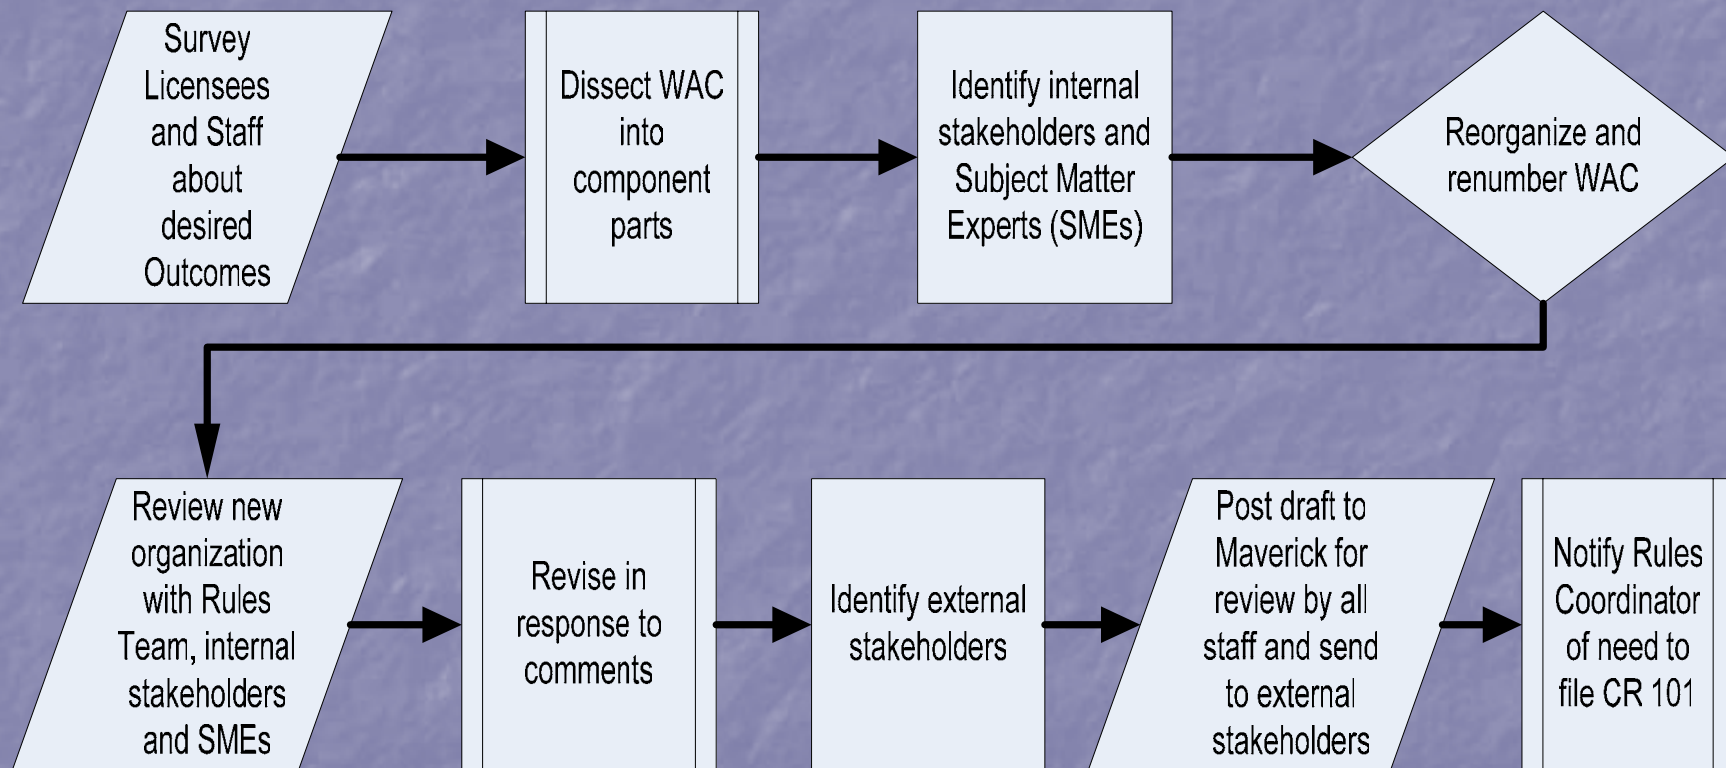 Survey
Licensees
and Staff
about
desired
Outcomes
Dissect WAC
into
component
parts
Identify internal
stakeholders and
Subject Matter
Experts (SMEs)
Reorganize and
renumber WAC
Review new
organization
with Rules
Team, internal
stakeholders
and SMEs
Revise in
response to
comments
Identify external
stakeholders
Post draft to
Maverick for
review by all
staff and send
to external
stakeholders
Notify Rules
Coordinator
of need to
file CR 101